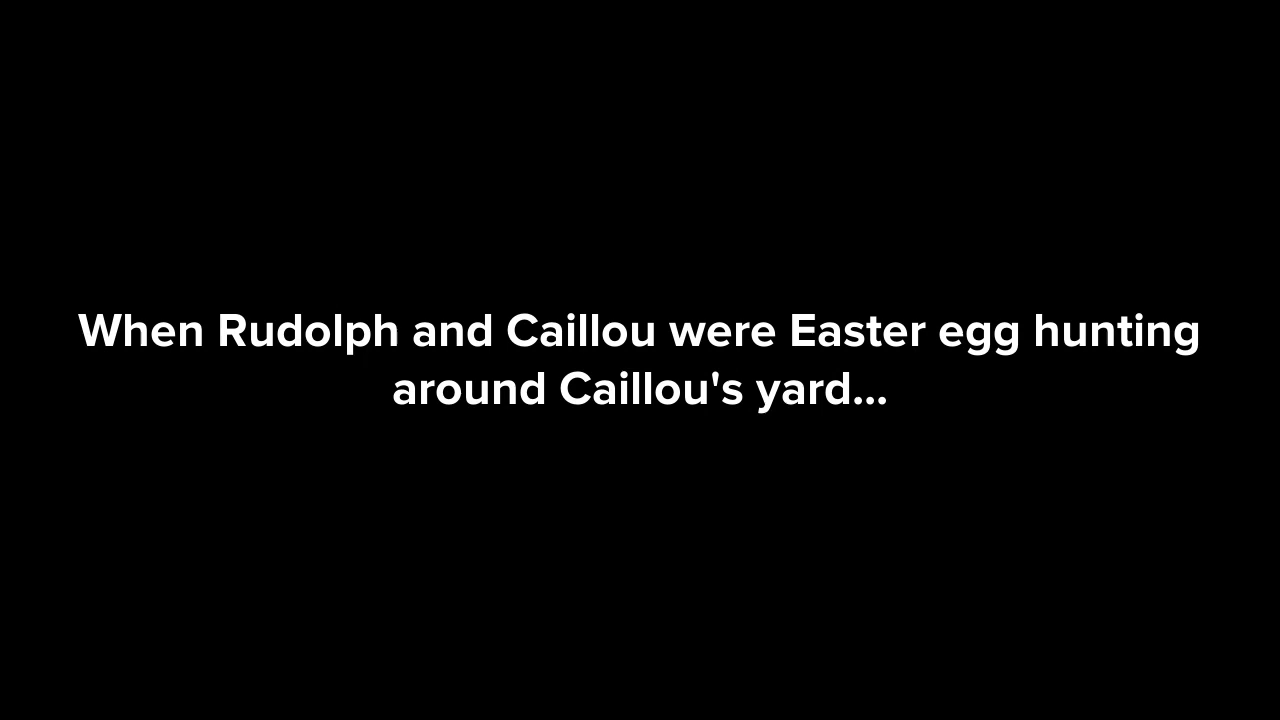 When Rudolph and Caillou were Easter egg hunting
around Caillou's yard...